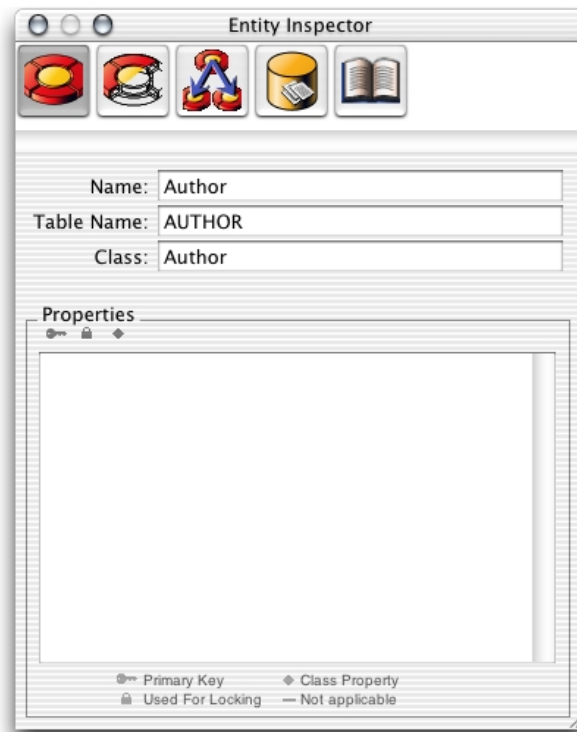 Entity Inspector
Name: Author
Table Name: AUTHOR
Class: Author
Properties
Primary Key Class Property
Used For Locking — Not applicable